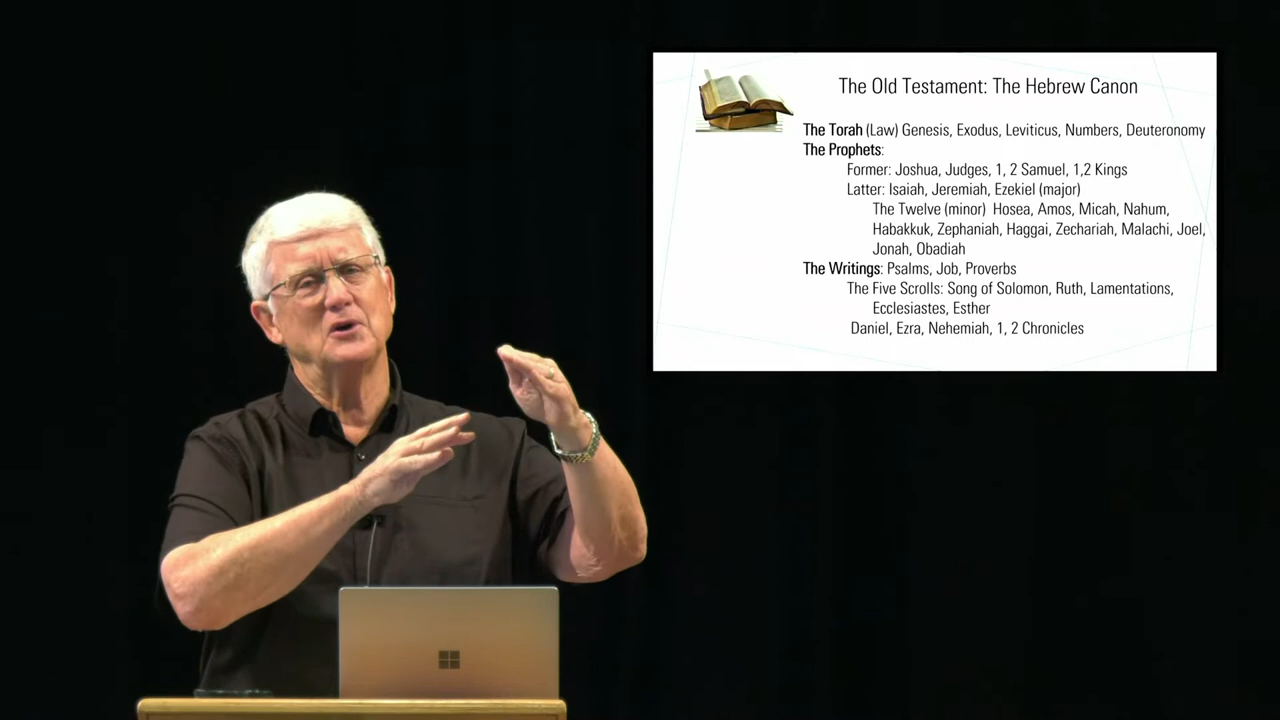 The Old Testament: The Hebrew Canon
The Torah (Law) Genesis, Exodus, Leviticus, Numbers, Deuteronomy
The Prophets:
Former: Joshua, Judges, 1, 2 Samuel, 1,2 Kings
Latter: Isaiah, Jeremiah, Ezekiel (major)
The Twelve (minor) Hosea, Amos, Micah, Nahum,
Habakkuk, Zephaniah, Haggai, Zechariah, Malachi, Joel,
Jonah, Obadiah
The Writings: Psalms, Job, Proverbs
The Five Scrolls: Song of Solomon, Ruth, Lamentations,
Ecclesiastes, Esther
Daniel, Ezra, Nehemiah, 1, 2 Chronicles